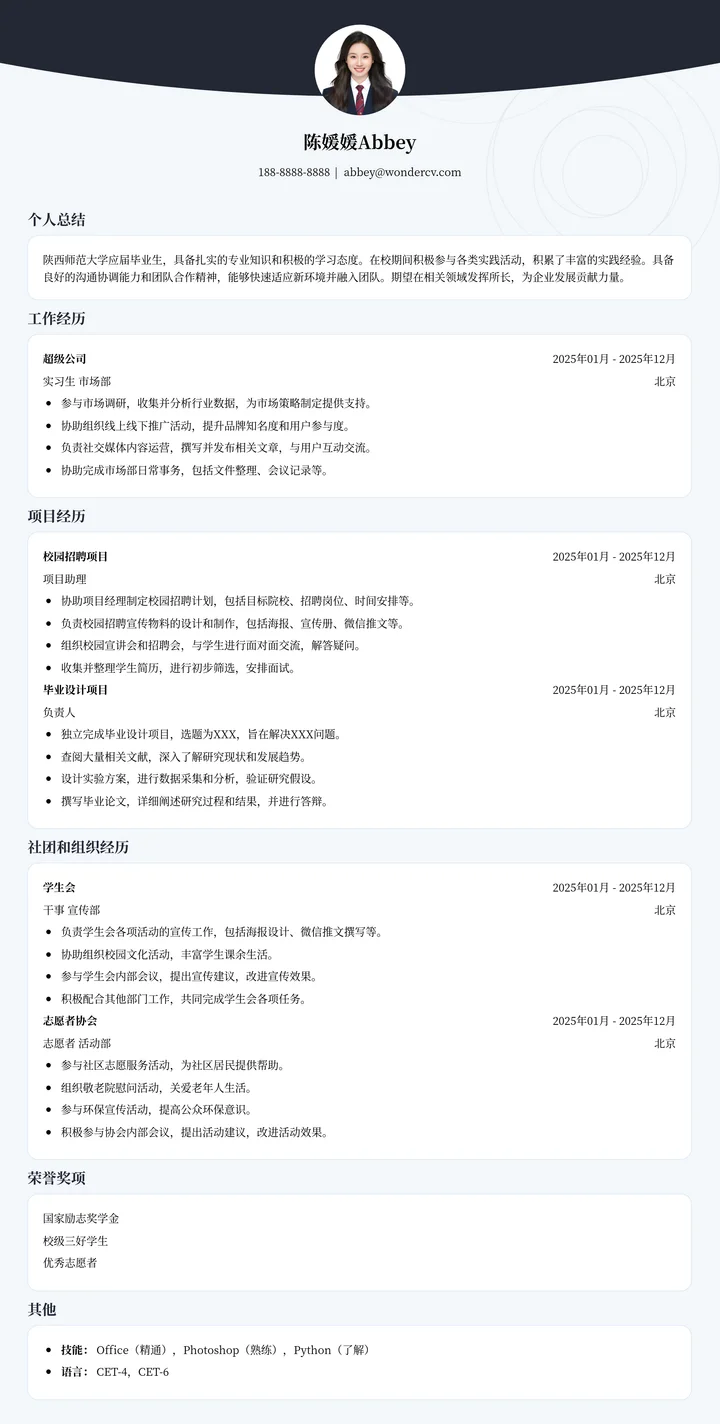 陈媛媛Abbey
188-8888-8888 | abbey@wondercv.com
个人总结
陕西师范大学应届毕业生，具备扎实的专业知识和积极的学习态度。在校期间积极参与各类实践活动，积累了丰富的实践经验。具备
良好的沟通协调能力和团队合作精神，能够快速适应新环境并融入团队。期望在相关领域发挥所长，为企业发展贡献力量。
工作经历
超级公司 2025年01月 - 2025年12月
实习生 市场部 北京
• 参与市场调研，收集并分析行业数据，为市场策略制定提供支持。
• 协助组织线上线下推广活动，提升品牌知名度和用户参与度。
• 负责社交媒体内容运营，撰写并发布相关文章，与用户互动交流。
• 协助完成市场部日常事务，包括文件整理、会议记录等。
项目经历
校园招聘项目 2025年01月 - 2025年12月
项目助理 北京
• 协助项目经理制定校园招聘计划，包括目标院校、招聘岗位、时间安排等。
• 负责校园招聘宣传物料的设计和制作，包括海报、宣传册、微信推文等。
• 组织校园宣讲会和招聘会，与学生进行面对面交流，解答疑问。
• 收集并整理学生简历，进行初步筛选，安排面试。
毕业设计项目 2025年01月 - 2025年12月
负责人 北京
• 独立完成毕业设计项目，选题为XXX，旨在解决XXX问题。
• 查阅大量相关文献，深入了解研究现状和发展趋势。
• 设计实验方案，进行数据采集和分析，验证研究假设。
• 撰写毕业论文，详细阐述研究过程和结果，并进行答辩。
社团和组织经历
学生会 2025年01月 - 2025年12月
干事 宣传部 北京
• 负责学生会各项活动的宣传工作，包括海报设计、微信推文撰写等。
• 协助组织校园文化活动，丰富学生课余生活。
• 参与学生会内部会议，提出宣传建议，改进宣传效果。
• 积极配合其他部门工作，共同完成学生会各项任务。
志愿者协会 2025年01月 - 2025年12月
志愿者 活动部 北京
• 参与社区志愿服务活动，为社区居民提供帮助。
• 组织敬老院慰问活动，关爱老年人生活。
• 参与环保宣传活动，提高公众环保意识。
• 积极参与协会内部会议，提出活动建议，改进活动效果。
荣誉奖项
国家励志奖学金
校级三好学生
优秀志愿者
其他
• 技能： Office（精通）, Photoshop（熟练）, Python（了解）
• 语言： CET-4，CET-6